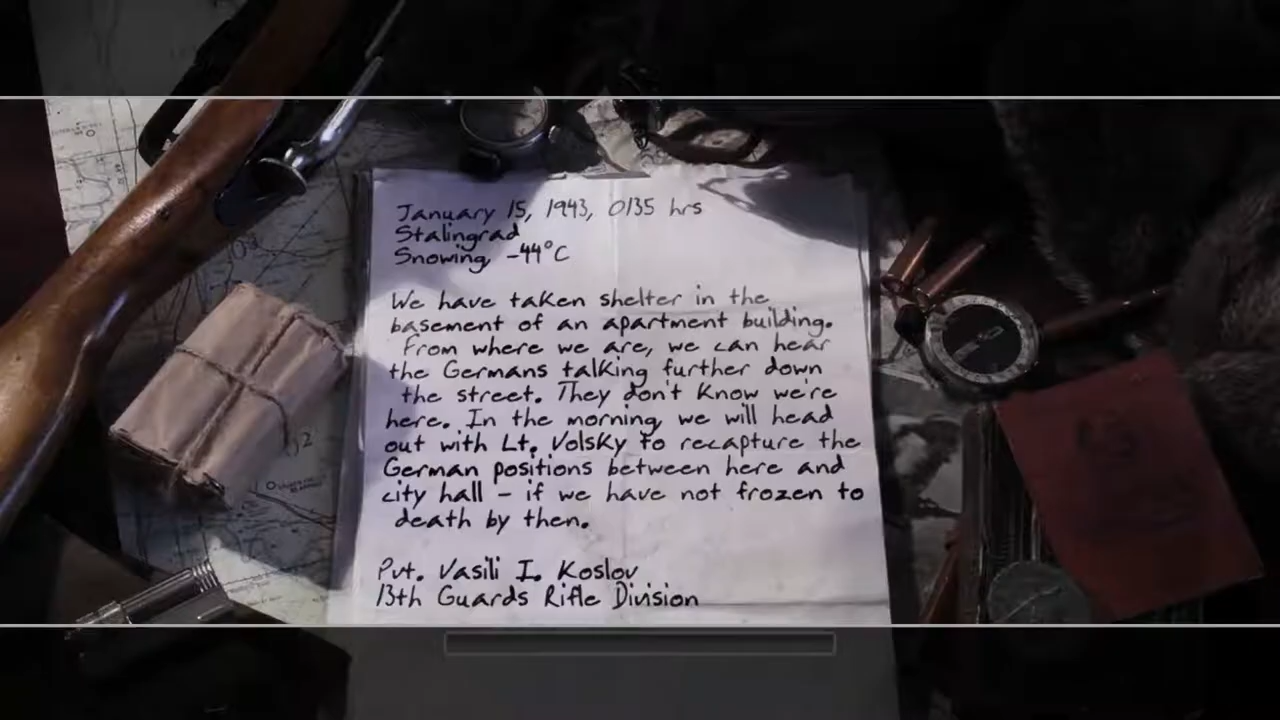 January 15, 1943, 0135 hrs
Stalingrad
Snowing, -44°C
We have taken shelter in the
basement of an apartment building.
From where we are, we can hear
the Germans talking further down
the street. They don't know we're
here. In the morning, we will head
out with Lt. Volsky to recapture the
German positions between here and
city hall - if we have not frozen to
death by then.
Pvt. Vasili I. Koslov
13th Guards Rifle Division